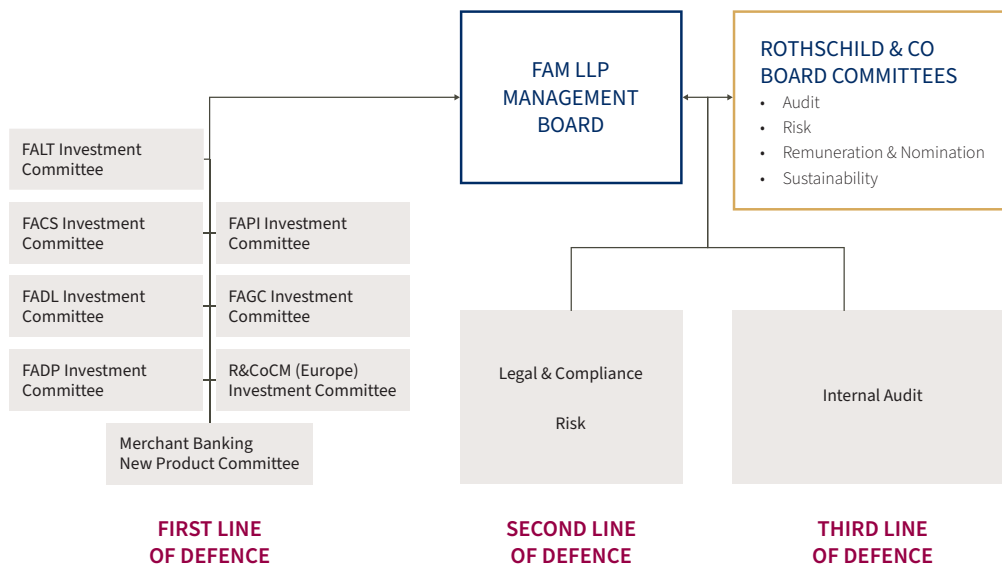 FAM LLP
MANAGEMENT
BOARD
ROTHSCHILD & CO
BOARD COMMITTEES
• Audit
• Risk
• Remuneration & Nomination
• Sustainability
FALT Investment
Committee
FACS Investment
Committee
FAPI Investment
Committee
FADL Investment
Committee
FAGC Investment
Committee
FADP Investment
Committee
R&CoCM (Europe)
Investment Committee
Merchant Banking
New Product Committee
Legal & Compliance
Risk
Internal Audit
FIRST LINE
OF DEFENCE
SECOND LINE
OF DEFENCE
THIRD LINE
OF DEFENCE